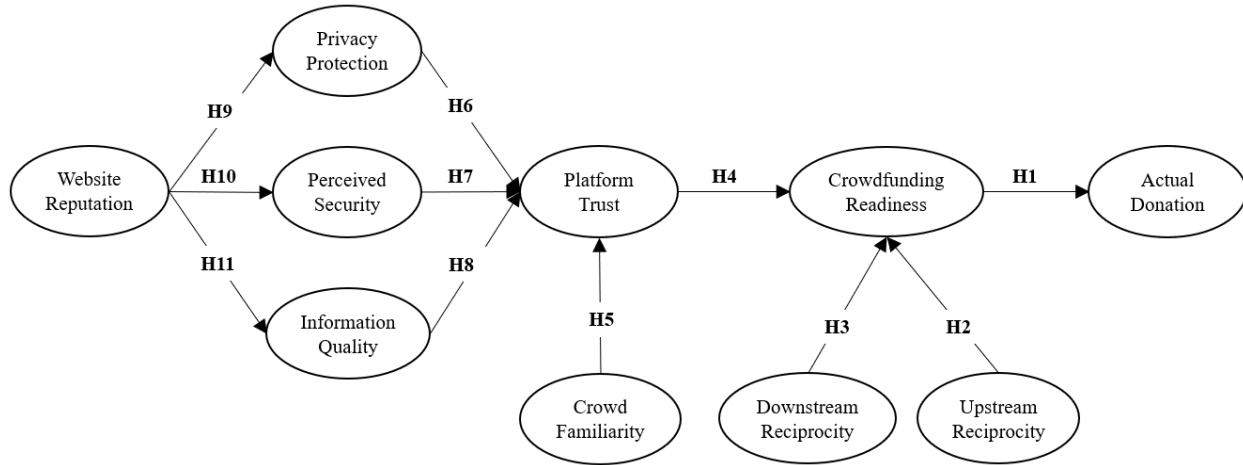 Privacy
Protection
H9
H6
Website
Reputation
H10
Perceived
Security
H7
Platform
Trust
H4
Crowdfunding
Readiness
H1
Actual
Donation
H11
H8
Information
Quality
H5
H3
H2
Crowd
Familiarity
Downstream
Reciprocity
Upstream
Reciprocity